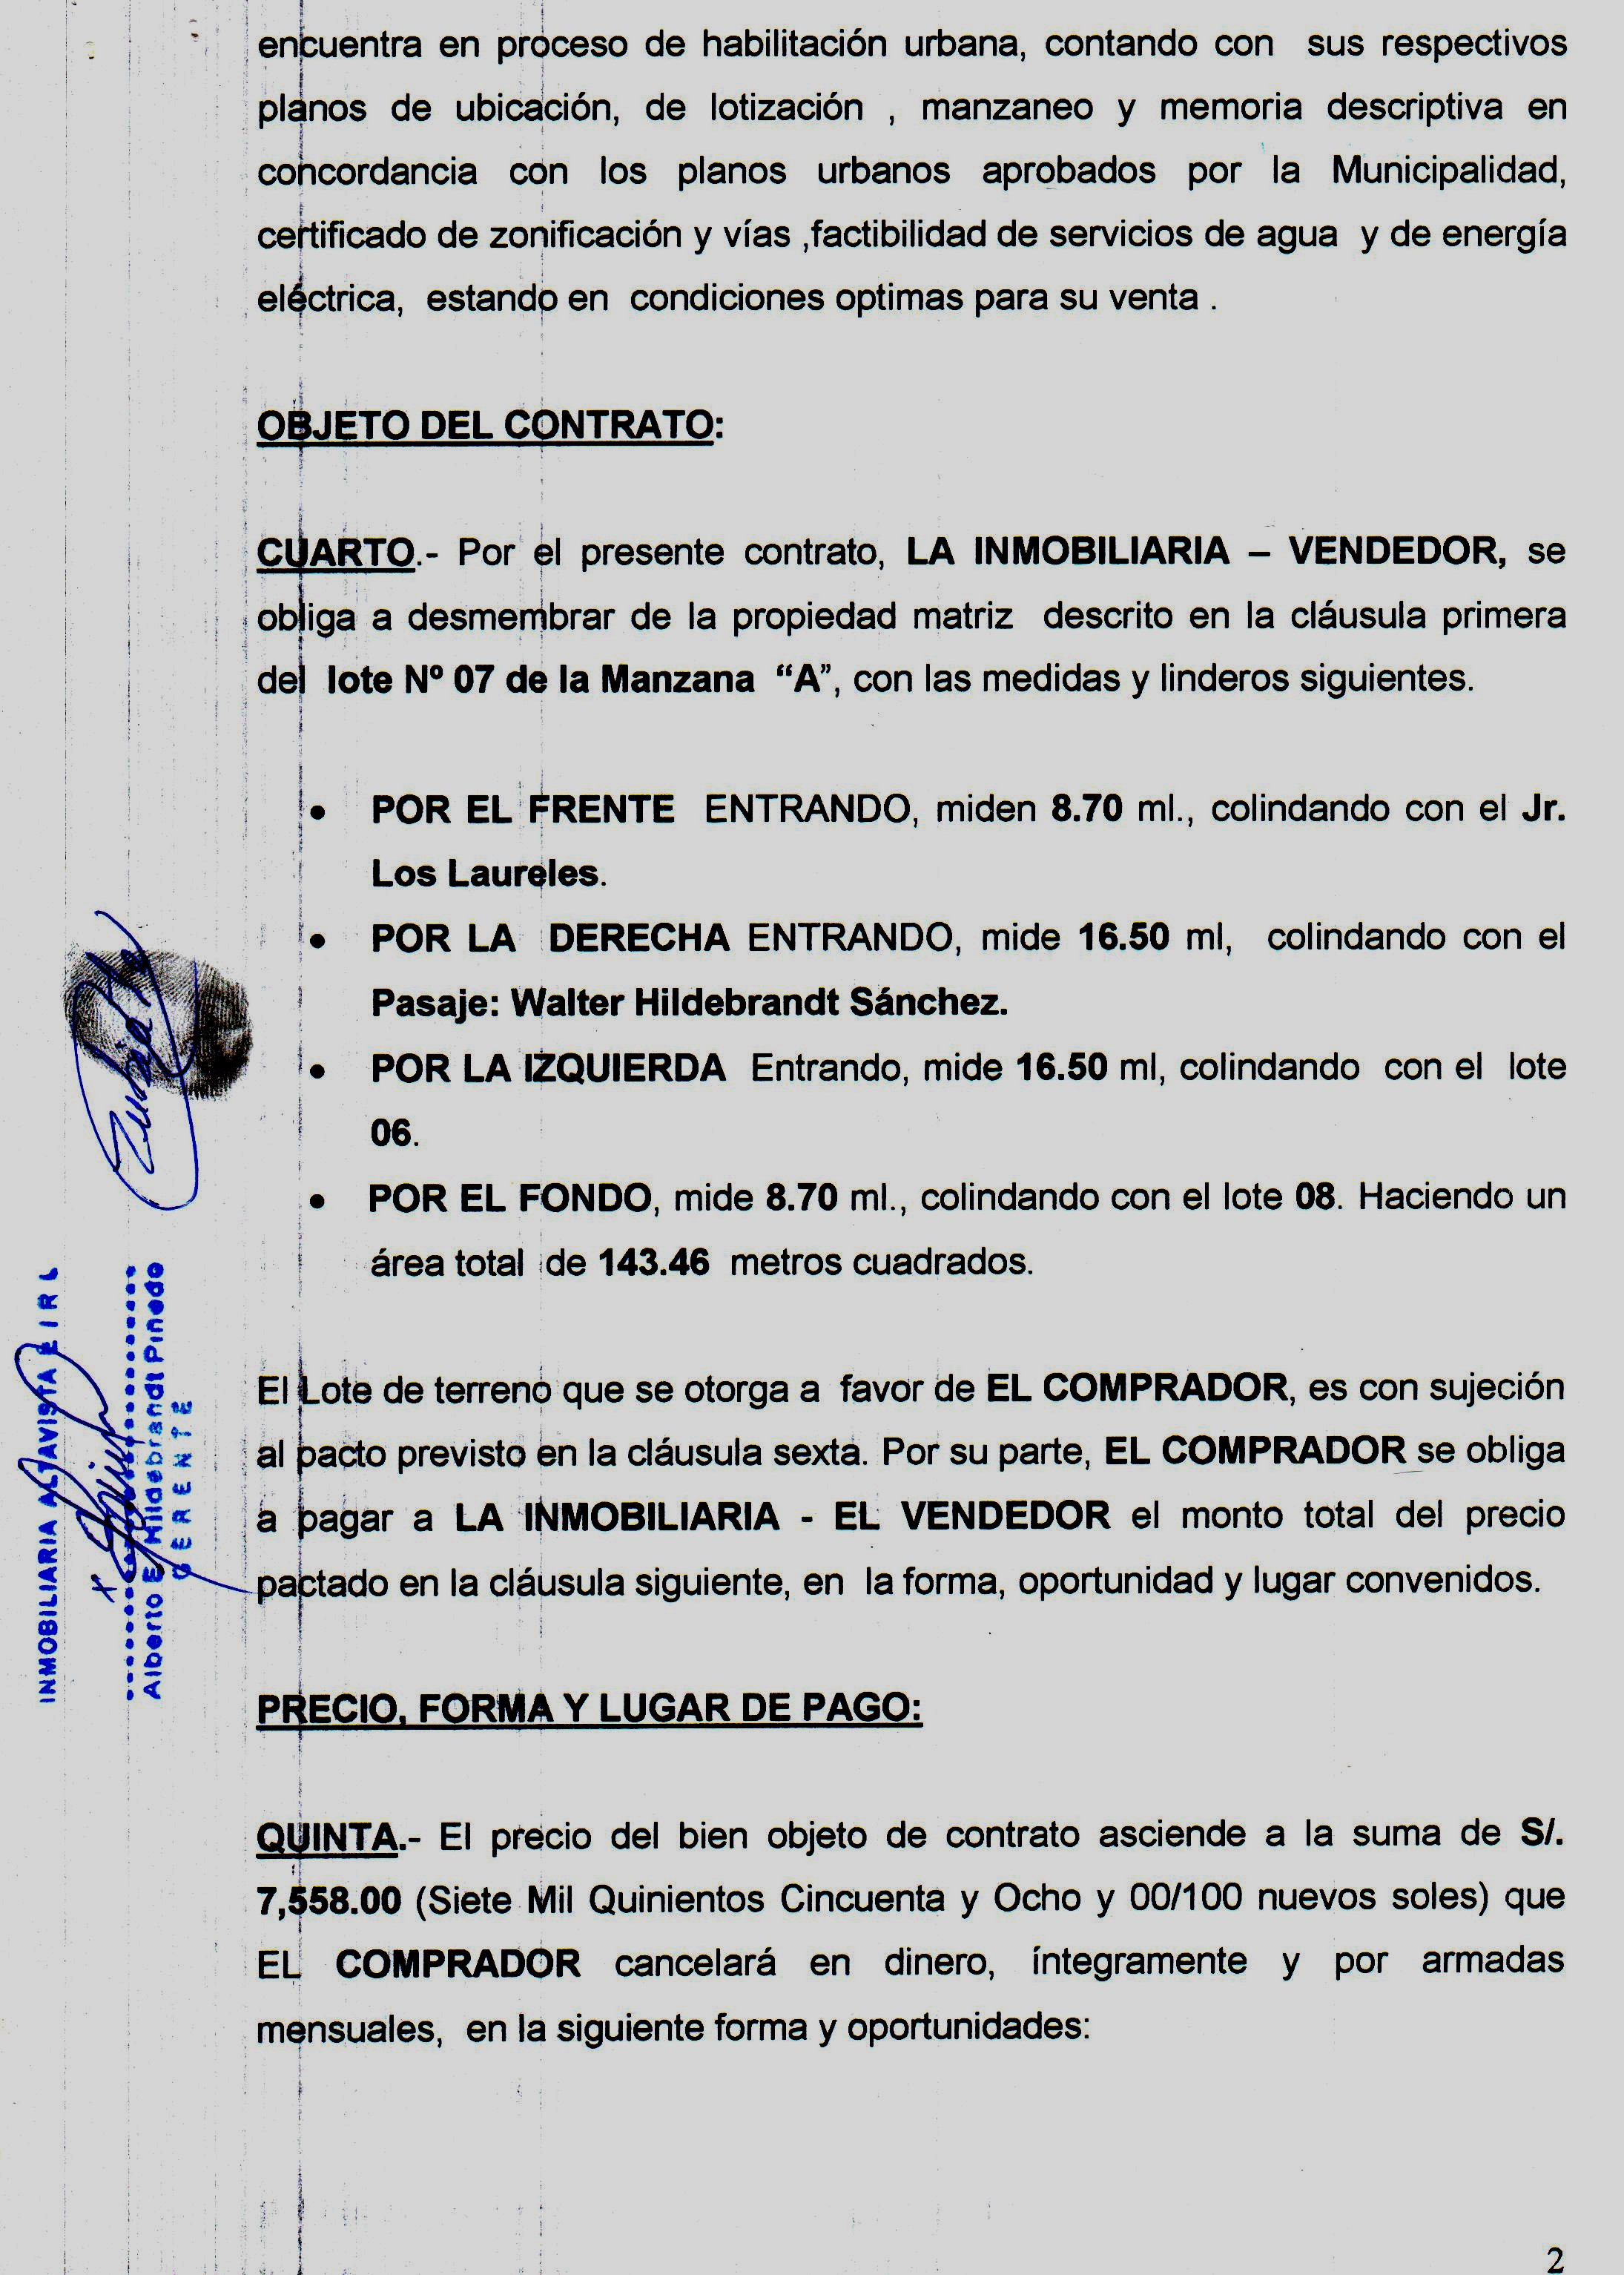 encuentra en proceso de habilitación urbana, contando con sus respectivos
planos de ubicación, de lotización , manzaneo y memoria descriptiva en
concordancia con los planos urbanos aprobados por la Municipalidad,
certificado de zonificación y vías ,factibilidad de servicios de agua y de energía
eléctrica, estando en condiciones optimas para su venta .
OBJETO DEL CONTRATO:
CUARTO.- Por el presente contrato, LA INMOBILIARIA – VENDEDOR, se
obliga a desmembrar de la propiedad matriz descrito en la cláusula primera
del lote Nº 07 de la Manzana “A”, con las medidas y linderos siguientes.
• POR EL FRENTE ENTRANDO, miden 8.70 ml., colindando con el Jr.
Los Laureles.
• POR LA DERECHA ENTRANDO, mide 16.50 ml, colindando con el
Pasaje: Walter Hildebrandt Sánchez.
• POR LA IZQUIERDA Entrando, mide 16.50 ml, colindando con el lote
06.
• POR EL FONDO, mide 8.70 ml., colindando con el lote 08. Haciendo un
área total de 143.46 metros cuadrados.
El Lote de terreno que se otorga a favor de EL COMPRADOR, es con sujeción
al pacto previsto en la cláusula sexta. Por su parte, EL COMPRADOR se obliga
a pagar a LA INMOBILIARIA - EL VENDEDOR el monto total del precio
pactado en la cláusula siguiente, en la forma, oportunidad y lugar convenidos.
PRECIO, FORMA Y LUGAR DE PAGO:
QUINTA.- El precio del bien objeto de contrato asciende a la suma de S/.
7,558.00 (Siete Mil Quinientos Cincuenta y Ocho y 00/100 nuevos soles) que
EL COMPRADOR cancelará en dinero, íntegramente y por armadas
mensuales, en la siguiente forma y oportunidades:
INMOBILIARIA ALTAVISTA E I R L
Alberto E. Hildebrandt Pinedo
GERENTE
2